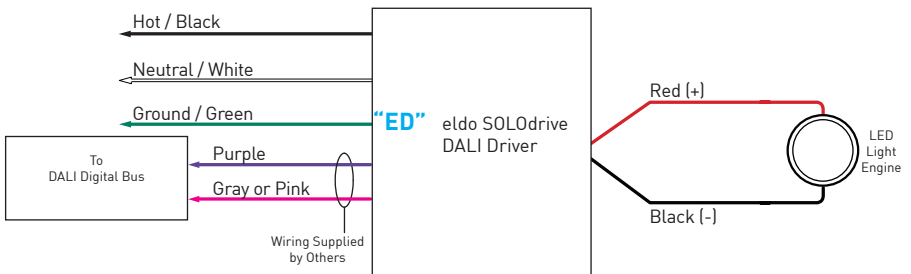 Hot / Black
Neutral / White
Ground / Green
To
DALI Digital Bus
Purple
Gray or Pink
Wiring Supplied
by Others
“ED”
eldo SOLOdrive
DALI Driver
Red (+)
Black (-)
LED
Light
Engine